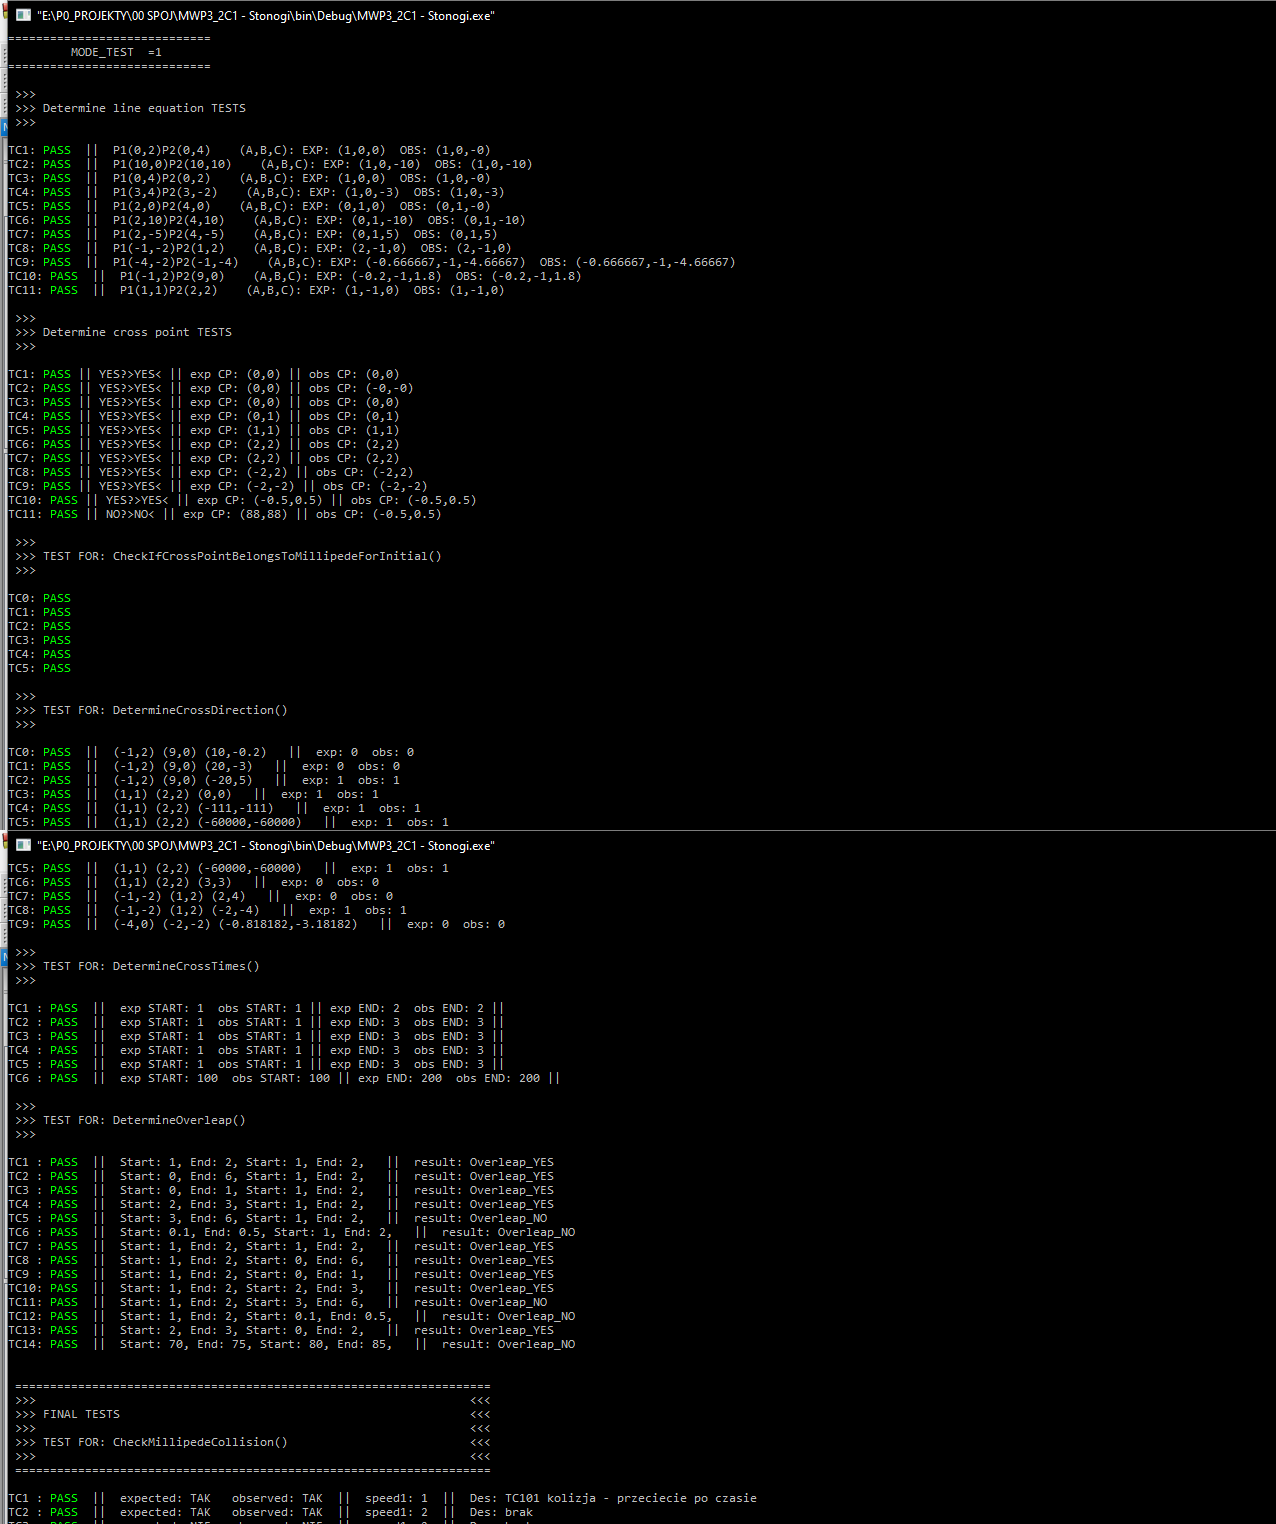 "E:\P0_PROJEKTY\00 SPOJ\MWP3_2C1 - Stonogi\bin\Debug\MWP3_2C1 - Stonogi.exe"
=============================
MODE_TEST  =1
=============================
>>>
>>> Determine line equation TESTS
>>>
TC1: PASS  ||  P1(0,2)P2(0,4)    (A,B,C): EXP: (1,0,0)  OBS: (1,0,-0)
TC2: PASS  ||  P1(10,0)P2(10,10)    (A,B,C): EXP: (1,0,-10)  OBS: (1,0,-10)
TC3: PASS  ||  P1(0,4)P2(0,2)    (A,B,C): EXP: (1,0,0)  OBS: (1,0,-0)
TC4: PASS  ||  P1(3,4)P2(3,-2)    (A,B,C): EXP: (1,0,-3)  OBS: (1,0,-3)
TC5: PASS  ||  P1(2,0)P2(4,0)    (A,B,C): EXP: (0,1,0)  OBS: (0,1,-0)
TC6: PASS  ||  P1(2,10)P2(4,10)    (A,B,C): EXP: (0,1,-10)  OBS: (0,1,-10)
TC7: PASS  ||  P1(2,-5)P2(4,-5)    (A,B,C): EXP: (0,1,5)  OBS: (0,1,5)
TC8: PASS  ||  P1(-1,-2)P2(1,2)    (A,B,C): EXP: (2,-1,0)  OBS: (2,-1,0)
TC9: PASS  ||  P1(-4,-2)P2(-1,-4)    (A,B,C): EXP: (-0.666667,-1,-4.66667)  OBS: (-0.666667,-1,-4.66667)
TC10: PASS  ||  P1(-1,2)P2(9,0)    (A,B,C): EXP: (-0.2,-1,1.8)  OBS: (-0.2,-1,1.8)
TC11: PASS  ||  P1(1,1)P2(2,2)    (A,B,C): EXP: (1,-1,0)  OBS: (1,-1,0)
>>>
>>> Determine cross point TESTS
>>>
TC1: PASS || YES?>YES< || exp CP: (0,0) || obs CP: (0,0)
TC2: PASS || YES?>YES< || exp CP: (0,0) || obs CP: (-0,-0)
TC3: PASS || YES?>YES< || exp CP: (0,0) || obs CP: (0,0)
TC4: PASS || YES?>YES< || exp CP: (0,1) || obs CP: (0,1)
TC5: PASS || YES?>YES< || exp CP: (1,1) || obs CP: (1,1)
TC6: PASS || YES?>YES< || exp CP: (2,2) || obs CP: (2,2)
TC7: PASS || YES?>YES< || exp CP: (2,2) || obs CP: (2,2)
TC8: PASS || YES?>YES< || exp CP: (-2,2) || obs CP: (-2,2)
TC9: PASS || YES?>YES< || exp CP: (-2,-2) || obs CP: (-2,-2)
TC10: PASS || YES?>YES< || exp CP: (-0.5,0.5) || obs CP: (-0.5,0.5)
TC11: PASS || NO?>NO< || exp CP: (88,88) || obs CP: (-0.5,0.5)
>>>
>>> TEST FOR: CheckIfCrossPointBelongsToMillipedeForInitial()
>>>
TC0: PASS
TC1: PASS
TC2: PASS
TC3: PASS
TC4: PASS
TC5: PASS
>>>
>>> TEST FOR: DetermineCrossDirection()
>>>
TC0: PASS  ||  (-1,2) (9,0) (10,-0.2)   ||  exp: 0  obs: 0
TC1: PASS  ||  (-1,2) (9,0) (20,-3)   ||  exp: 0  obs: 0
TC2: PASS  ||  (-1,2) (9,0) (-20,5)   ||  exp: 1  obs: 1
TC3: PASS  ||  (1,1) (2,2) (0,0)   ||  exp: 1  obs: 1
TC4: PASS  ||  (1,1) (2,2) (-111,-111)   ||  exp: 1  obs: 1
TC5: PASS  ||  (1,1) (2,2) (-60000,-60000)   ||  exp: 1  obs: 1
"E:\P0_PROJEKTY\00 SPOJ\MWP3_2C1 - Stonogi\bin\Debug\MWP3_2C1 - Stonogi.exe"
TC5: PASS  ||  (1,1) (2,2) (-60000,-60000)   ||  exp: 1  obs: 1
TC6: PASS  ||  (1,1) (2,2) (3,3)   ||  exp: 0  obs: 0
TC7: PASS  ||  (-1,-2) (1,2) (2,4)   ||  exp: 0  obs: 0
TC8: PASS  ||  (-1,-2) (1,2) (-2,-4)   ||  exp: 1  obs: 1
TC9: PASS  ||  (-4,0) (-2,-2) (-0.818182,-3.18182)   ||  exp: 0  obs: 0
>>>
>>> TEST FOR: DetermineCrossTimes()
>>>
TC1 : PASS  ||  exp START: 1  obs START: 1 || exp END: 2  obs END: 2 ||
TC2 : PASS  ||  exp START: 1  obs START: 1 || exp END: 3  obs END: 3 ||
TC3 : PASS  ||  exp START: 1  obs START: 1 || exp END: 3  obs END: 3 ||
TC4 : PASS  ||  exp START: 1  obs START: 1 || exp END: 3  obs END: 3 ||
TC5 : PASS  ||  exp START: 1  obs START: 1 || exp END: 3  obs END: 3 ||
TC6 : PASS  ||  exp START: 100  obs START: 100 || exp END: 200  obs END: 200 ||
>>>
>>> TEST FOR: DetermineOverleap()
>>>
TC1 : PASS  ||  Start: 1, End: 2, Start: 1, End: 2,   ||  result: Overleap_YES
TC2 : PASS  ||  Start: 0, End: 6, Start: 1, End: 2,   ||  result: Overleap_YES
TC3 : PASS  ||  Start: 0, End: 1, Start: 1, End: 2,   ||  result: Overleap_YES
TC4 : PASS  ||  Start: 2, End: 3, Start: 1, End: 2,   ||  result: Overleap_YES
TC5 : PASS  ||  Start: 3, End: 6, Start: 1, End: 2,   ||  result: Overleap_NO
TC6 : PASS  ||  Start: 0.1, End: 0.5, Start: 1, End: 2,   ||  result: Overleap_NO
TC7 : PASS  ||  Start: 1, End: 2, Start: 1, End: 2,   ||  result: Overleap_YES
TC8 : PASS  ||  Start: 1, End: 2, Start: 0, End: 6,   ||  result: Overleap_YES
TC9 : PASS  ||  Start: 1, End: 2, Start: 0, End: 1,   ||  result: Overleap_YES
TC10: PASS  ||  Start: 1, End: 2, Start: 2, End: 3,   ||  result: Overleap_YES
TC11: PASS  ||  Start: 1, End: 2, Start: 3, End: 6,   ||  result: Overleap_NO
TC12: PASS  ||  Start: 1, End: 2, Start: 0.1, End: 0.5,   ||  result: Overleap_NO
TC13: PASS  ||  Start: 2, End: 3, Start: 0, End: 2,   ||  result: Overleap_YES
TC14: PASS  ||  Start: 70, End: 75, Start: 80, End: 85,   ||  result: Overleap_NO
====================================================================
>>> <<<
>>> FINAL TESTS <<<
>>> <<<
>>> TEST FOR: CheckMillipedeCollision() <<<
>>> <<<
====================================================================
TC1 : PASS  ||  expected: TAK   observed: TAK  ||  speed1: 1  ||  Des: TC101 kolizja - przeciecie po czasie
TC2 : PASS  ||  expected: TAK   observed: TAK  ||  speed1: 2  ||  Des: brak